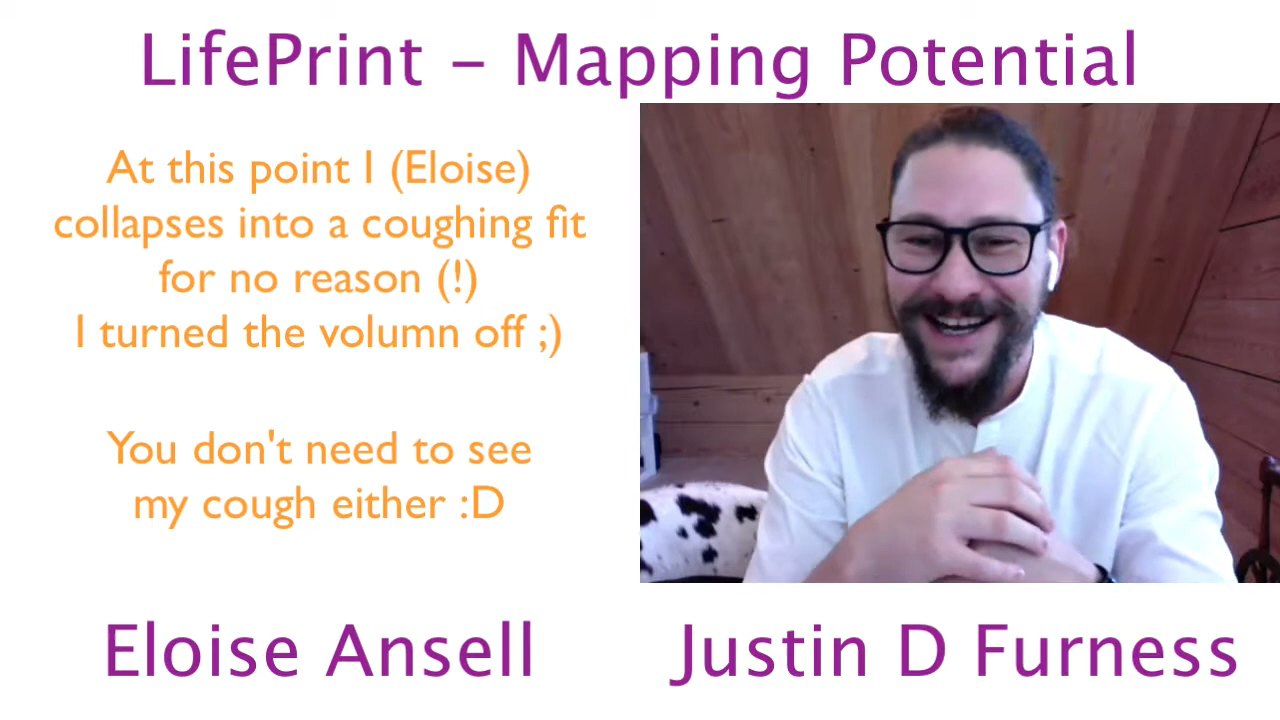 LifePrint - Mapping Potential
At this point I (Eloise)
collapses into a coughing fit
for no reason (!)
I turned the volumn off ;)
You don't need to see
my cough either :D
Eloise Ansell
Justin D Furness